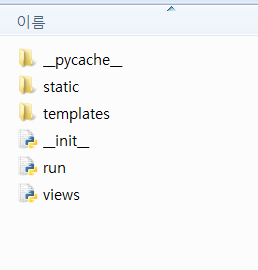 이름
__pycache__
static
templates
__init__
run
views